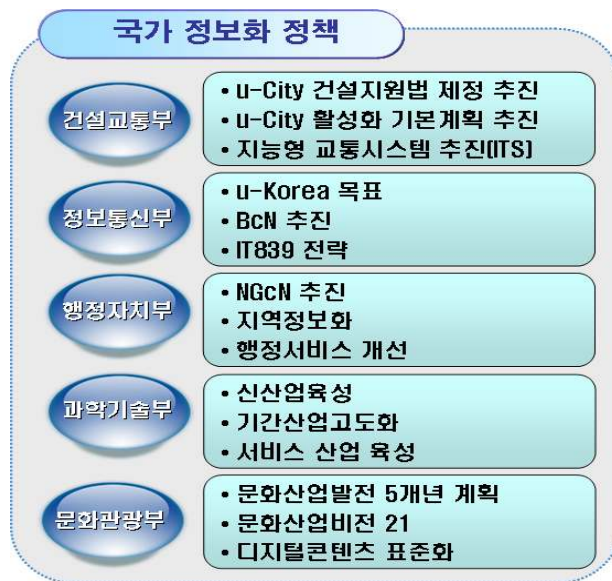 국가 정보화 정책
건설교통부
• u-City 건설지원법 제정 추진
• u-City 활성화 기본계획 추진
• 지능형 교통시스템 추진(ITS)
정보통신부
• u-Korea 목표
• BcN 추진
• IT839 전략
행정자치부
• NGcN 추진
• 지역정보화
• 행정서비스 개선
과학기술부
• 신산업육성
• 기간산업고도화
• 서비스 산업 육성
문화관광부
• 문화산업발전 5개년 계획
• 문화산업비전 21
• 디지털콘텐츠 표준화